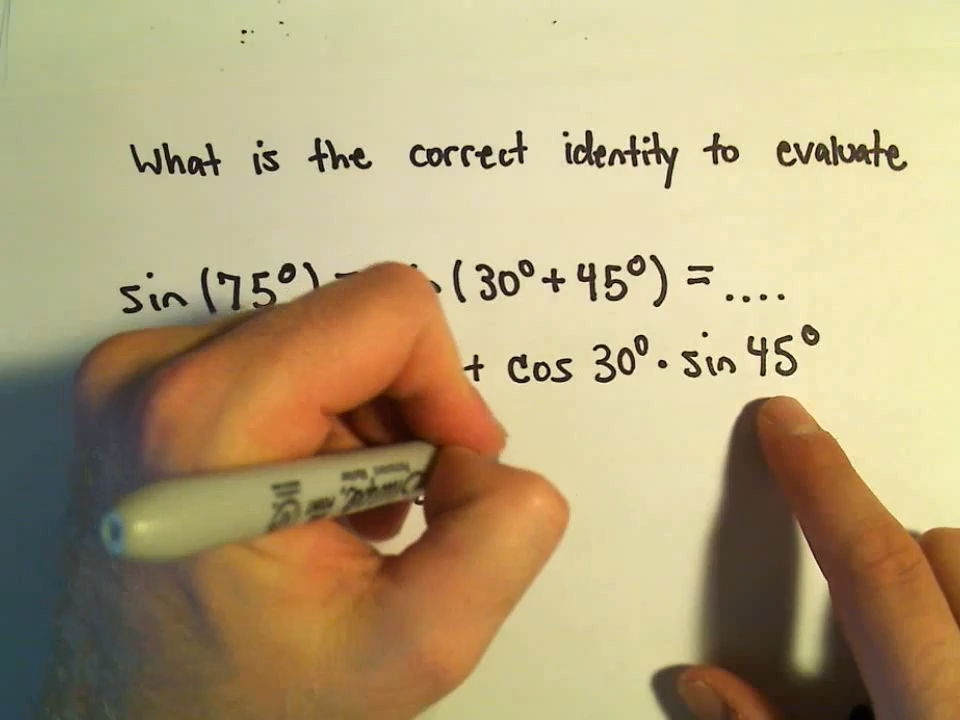 What is the correct identity to evaluate
sin (75°) = (30° + 45°) = ....
+ cos 30° · sin 45°